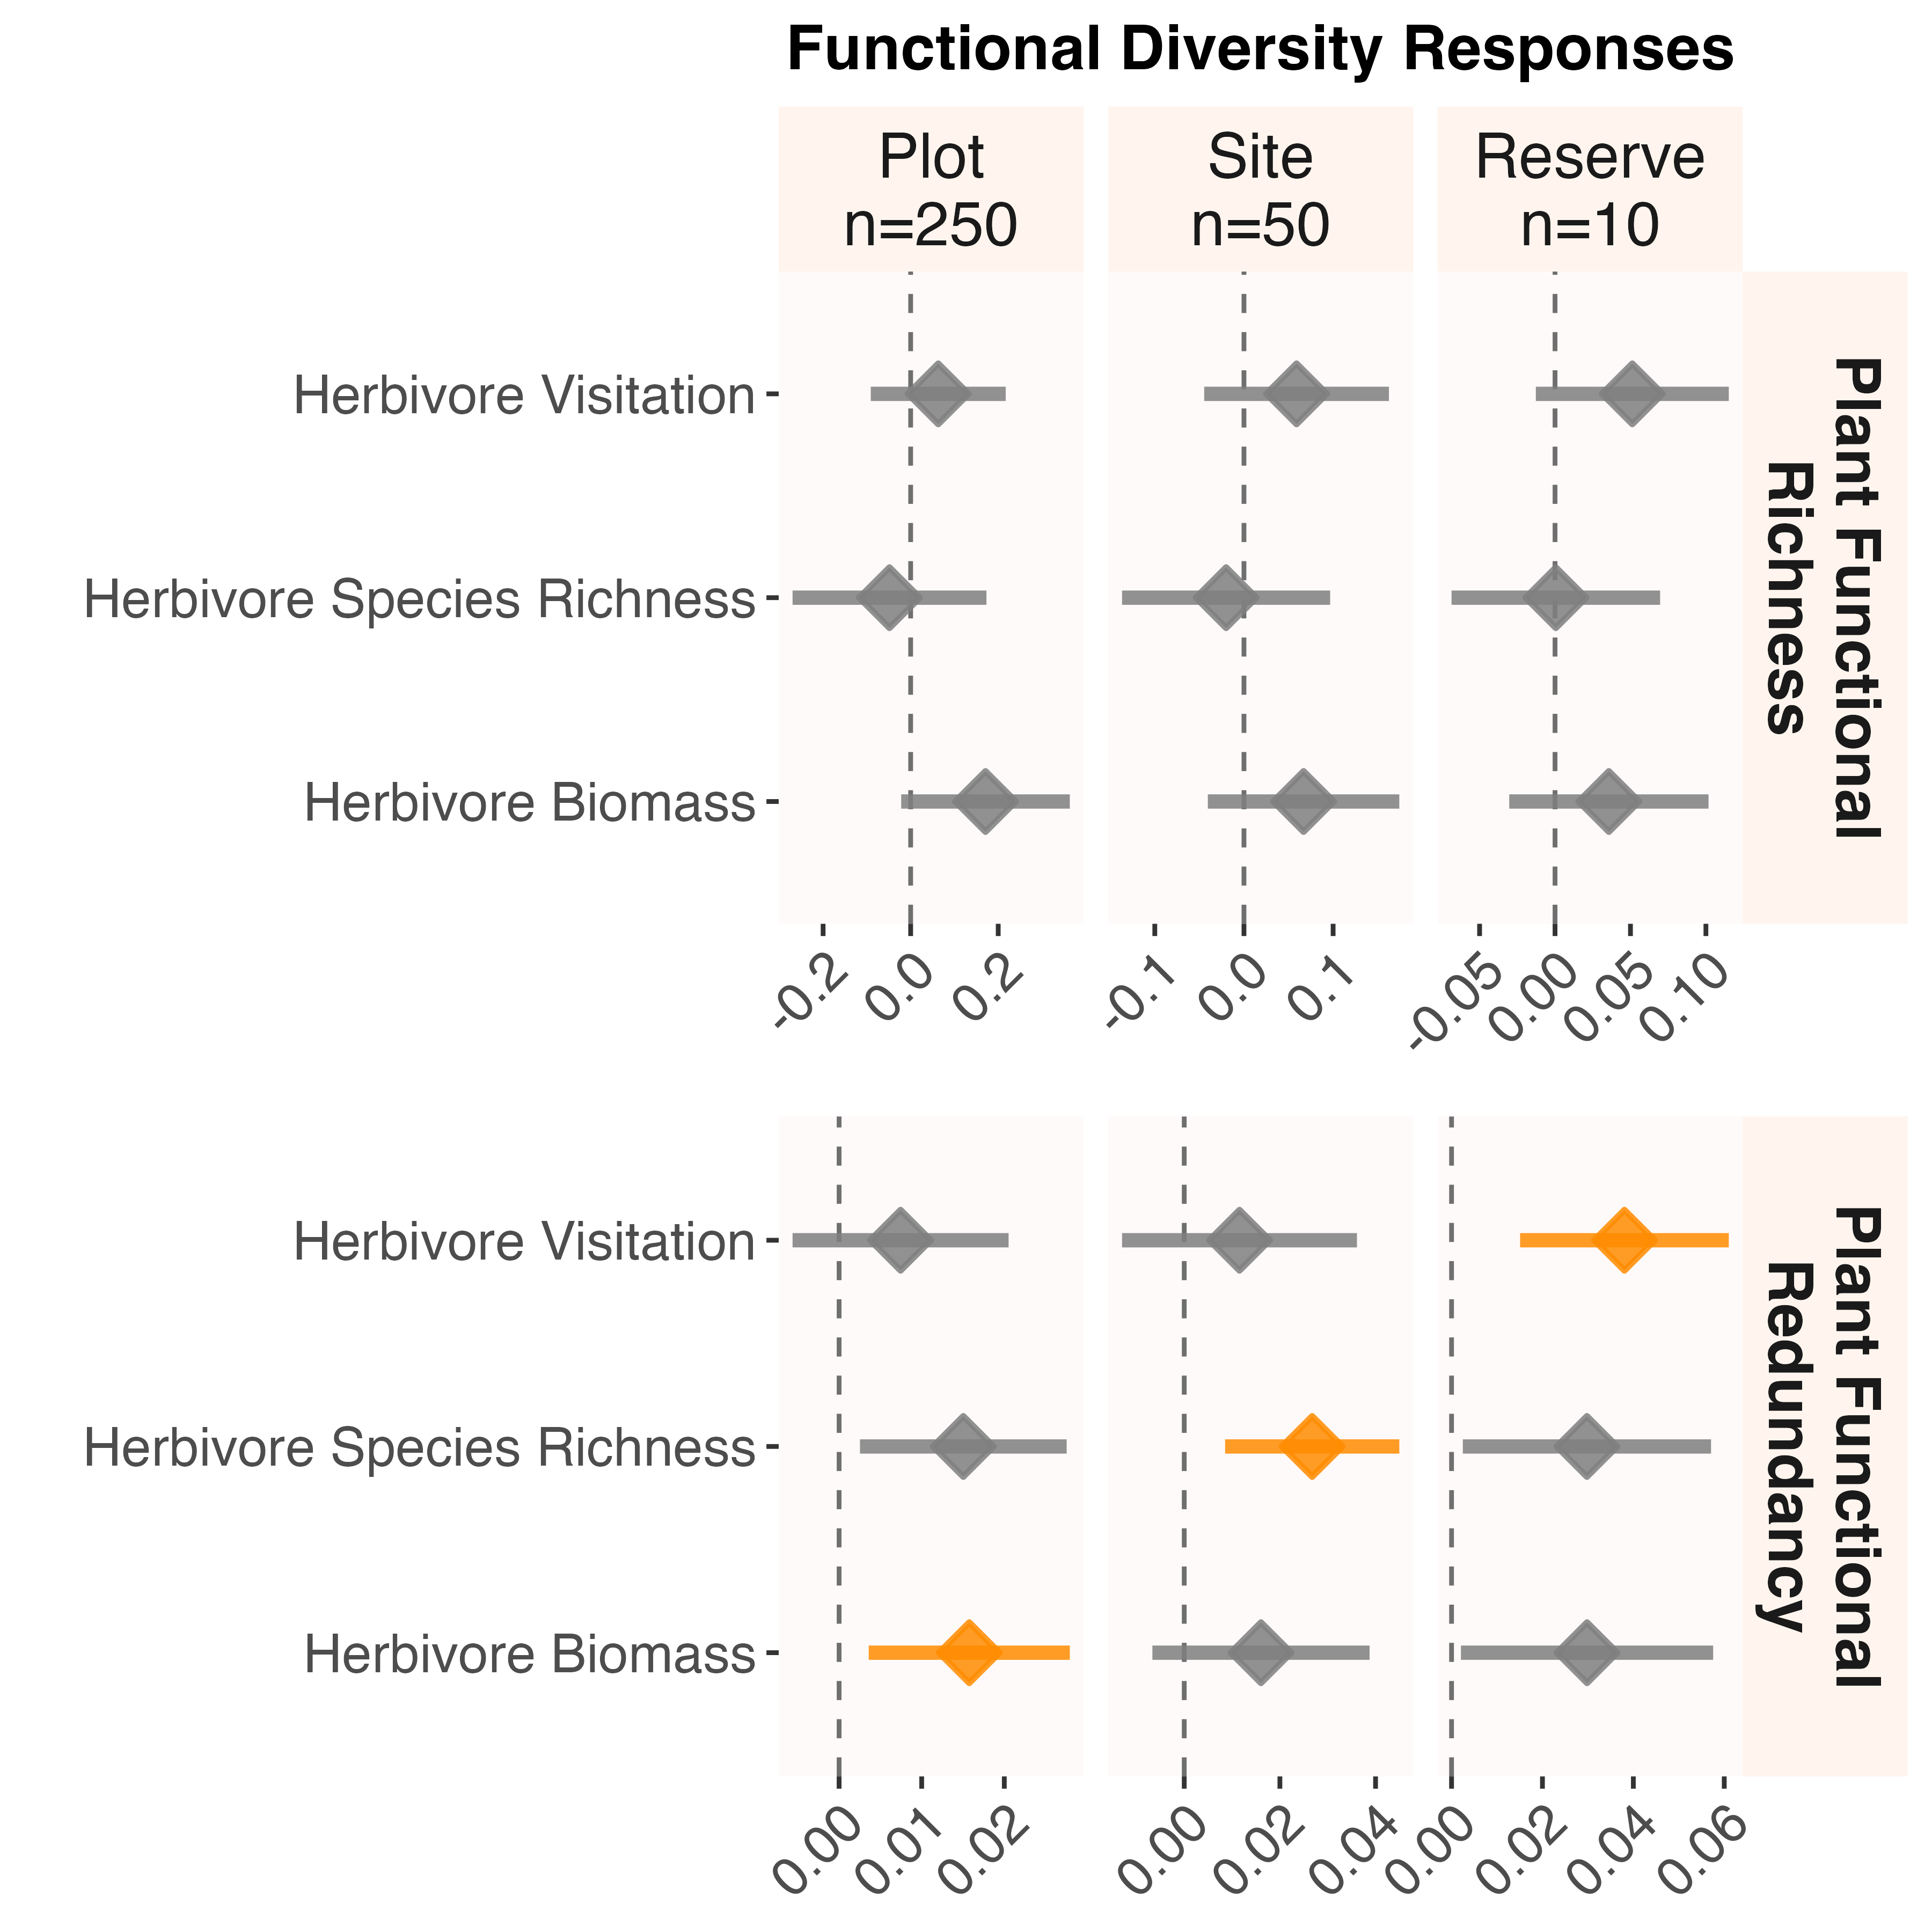 Functional Diversity Responses
Plot
n=250
Site
n=50
Reserve
n=10
Herbivore Visitation
Herbivore Species Richness
Herbivore Biomass
Plant Functional
Richness
-0.2
0.0
0.2
-0.1
0.0
0.1
-0.05
0.00
0.05
0.10
Herbivore Visitation
Herbivore Species Richness
Herbivore Biomass
Plant Functional
Redundancy
0.00
0.01
0.02
0.00
0.02
0.04
0.00
0.02
0.04
0.06